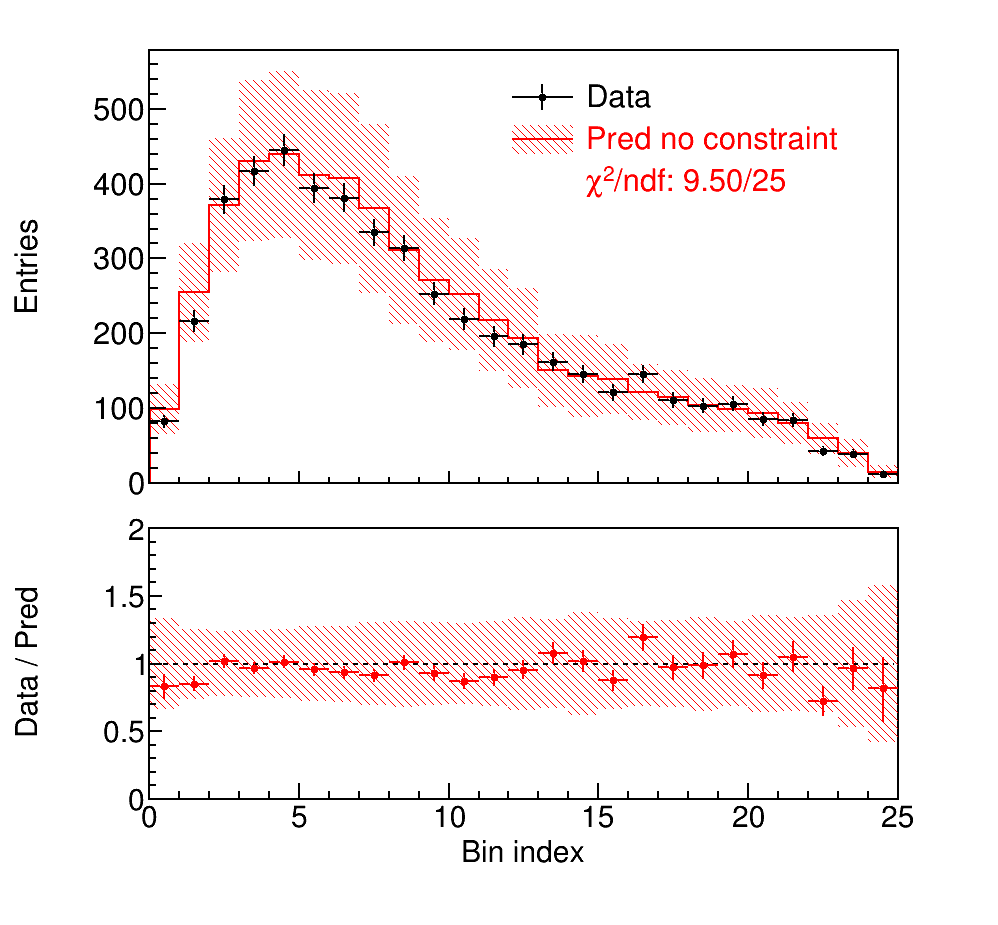 Entries
500
400
300
200
100
0
Data
Pred no constraint
χ²/ndf: 9.50/25
Data / Pred
2
1.5
1
0.5
0
0 5 10 15 20 25
Bin index